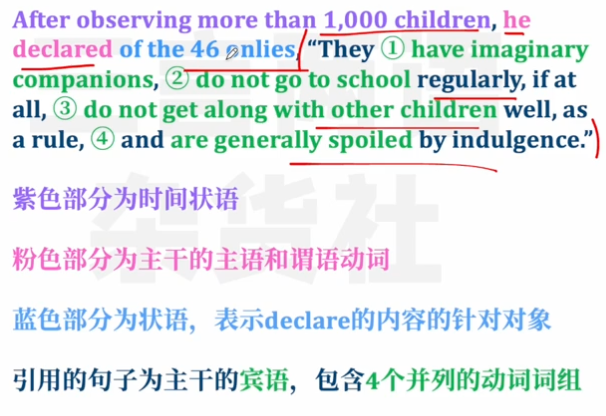 After observing more than 1,000 children, he
declared of the 46 onlies, “They ① have imaginary
companions, ② do not go to school regularly, if at
all, ③ do not get along with other children well, as
a rule, ④ and are generally spoiled by indulgence.”
紫色部分为时间状语
粉色部分为主干的主语和谓语动词
蓝色部分为状语，表示declare的内容的针对对象
引用的句子为主干的宾语，包含4个并列的动词词组